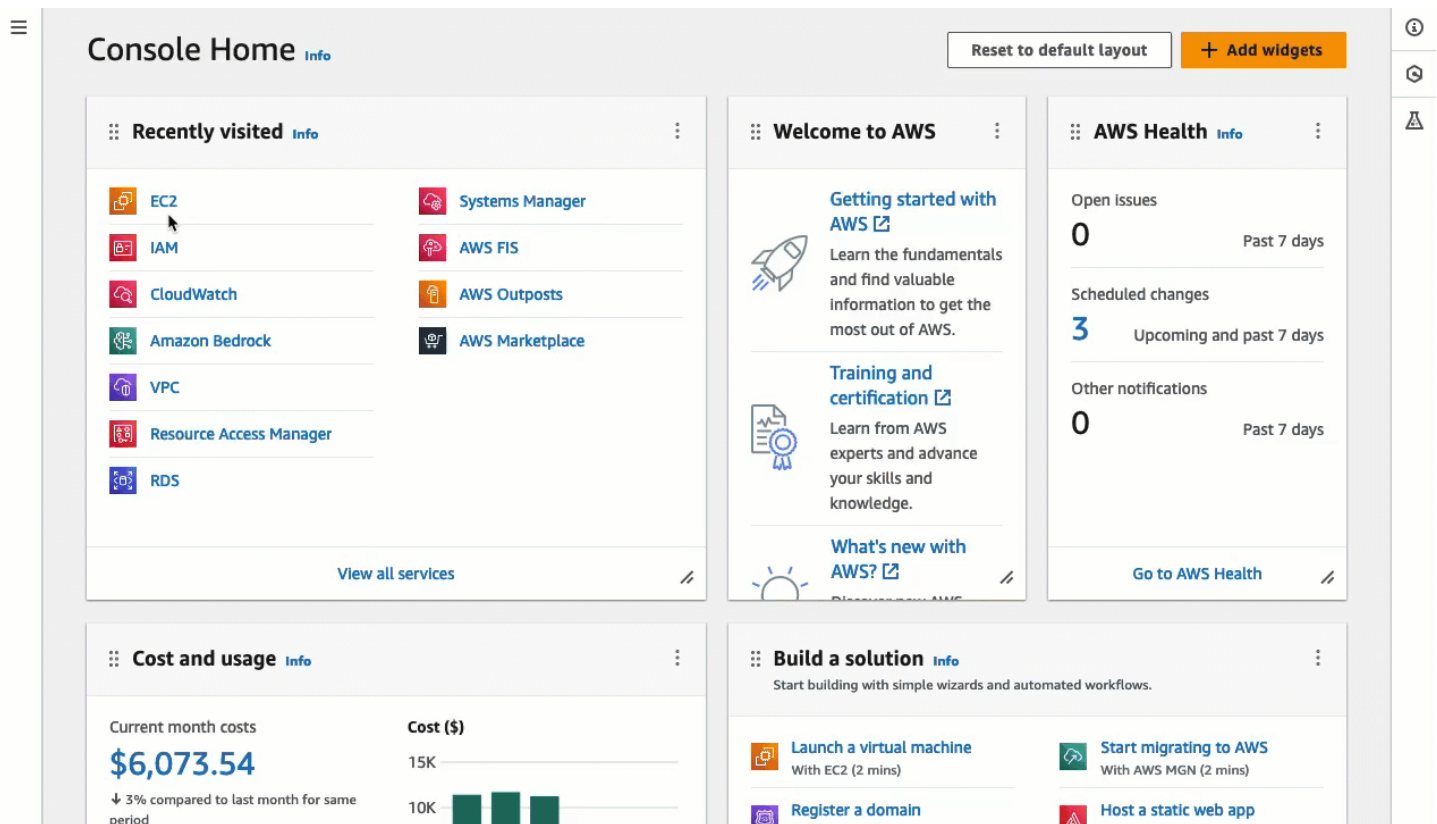 Console Home Info
Reset to default layout
+ Add widgets
Recently visited Info
EC2
IAM
CloudWatch
Amazon Bedrock
VPC
Resource Access Manager
RDS
Systems Manager
AWS FIS
AWS Outposts
AWS Marketplace
View all services
Welcome to AWS
Getting started with
AWS
Learn the fundamentals
and find valuable
information to get the
most out of AWS.
Training and
certification
Learn from AWS
experts and advance
your skills and
knowledge.
What's new with
AWS?
AWS Health Info
Open issues
0
Past 7 days
Scheduled changes
3
Upcoming and past 7 days
Other notifications
0
Past 7 days
Go to AWS Health
Cost and usage Info
Current month costs
$6,073.54
3% compared to last month for same
period
Cost ($)
15K
10K
Build a solution Info
Start building with simple wizards and automated workflows.
Launch a virtual machine
With EC2 (2 mins)
Register a domain
Start migrating to AWS
With AWS MGN (2 mins)
Host a static web app